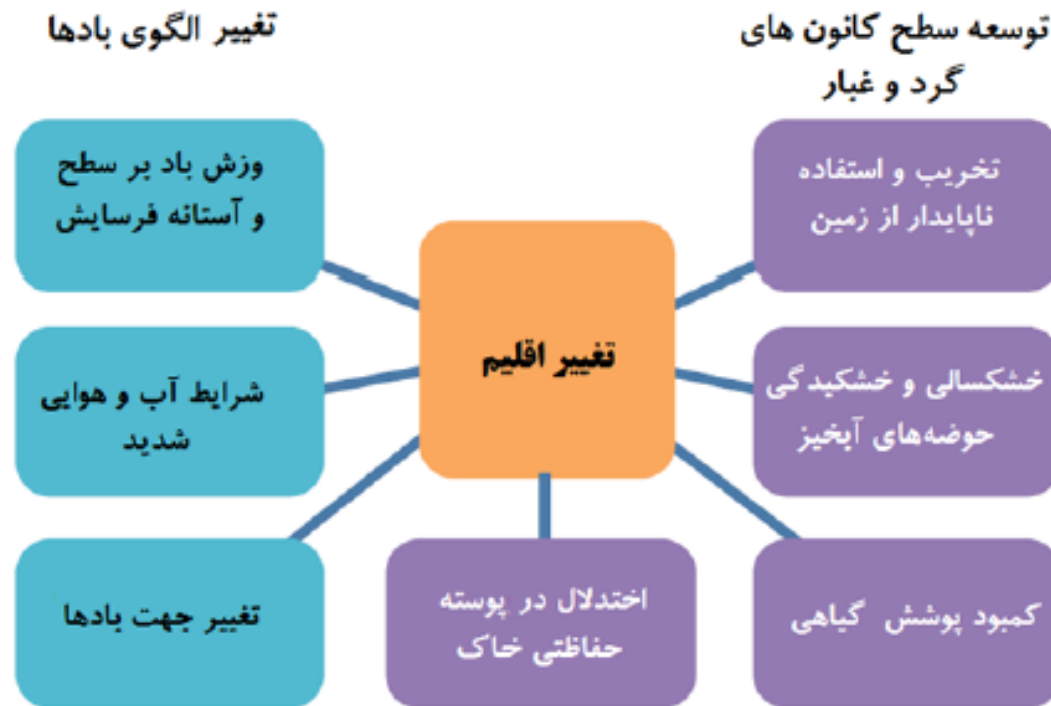 توسعه سطح کانون های
گرد و غبار
تغییر الگوی بادها
تخریب و استفاده
ناپایدار از زمین
وزش باد بر سطح
و آستانه فرسایش
تغییر اقلیم
خشکسالی و خشکیدگی
حوضه‌های آبخیز
شرایط آب و هوایی
شدید
کمبود پوشش گیاهی
اختدلال در پوسته
حفاظتی خاک
تغییر جهت بادها